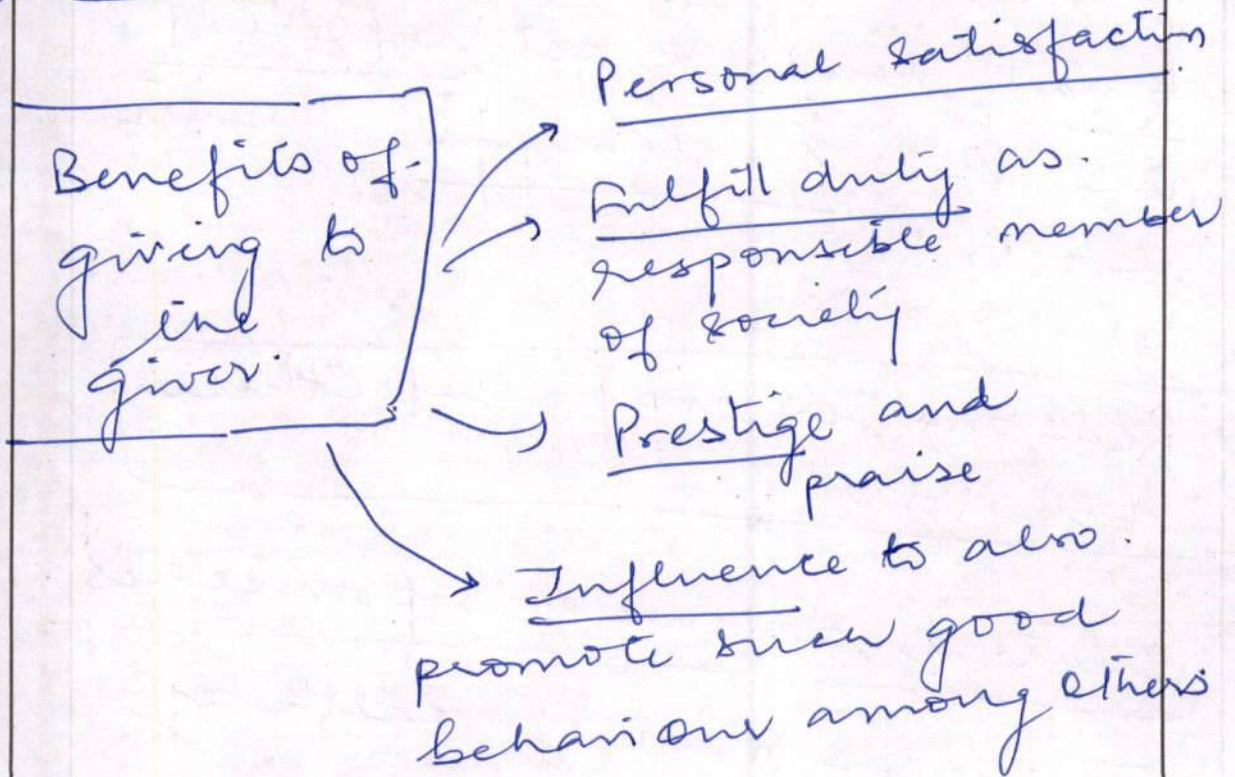 Benefits of
giving to
the
giver
Personal satisfaction
Fulfill duty as
responsible member
of society
Prestige and
praise
Influence to also
promote such good
behaviour among others